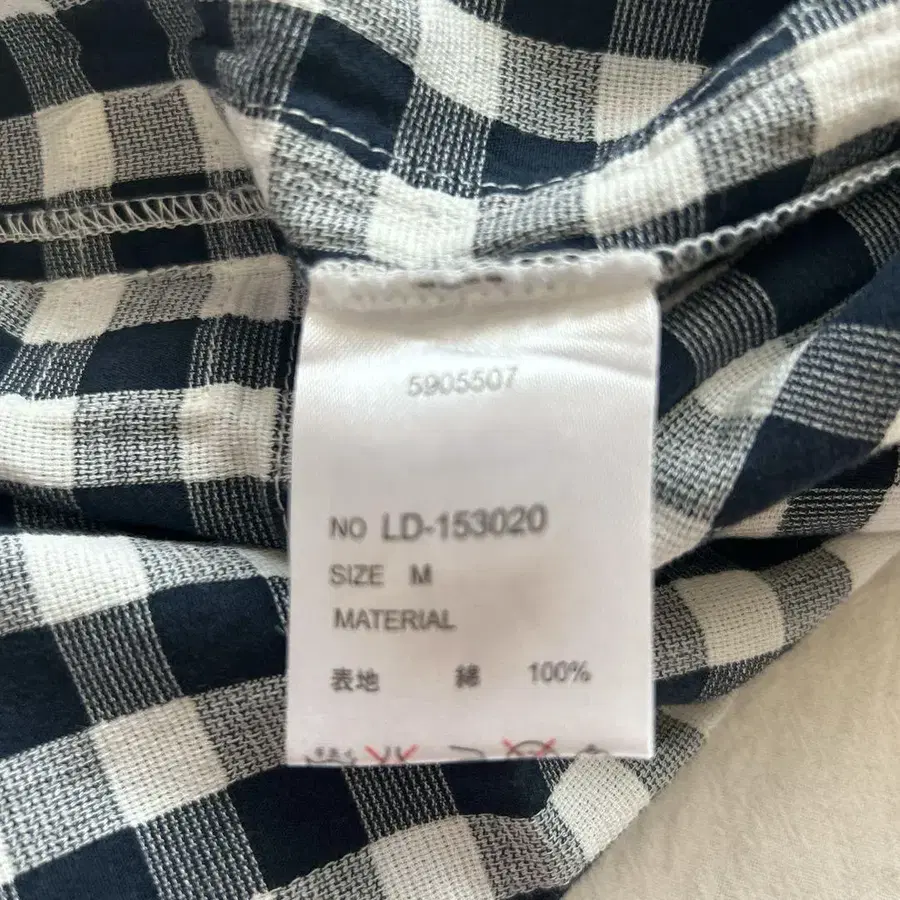 5905507
NO LD-153020
SIZE M
MATERIAL
表地 綿 100%